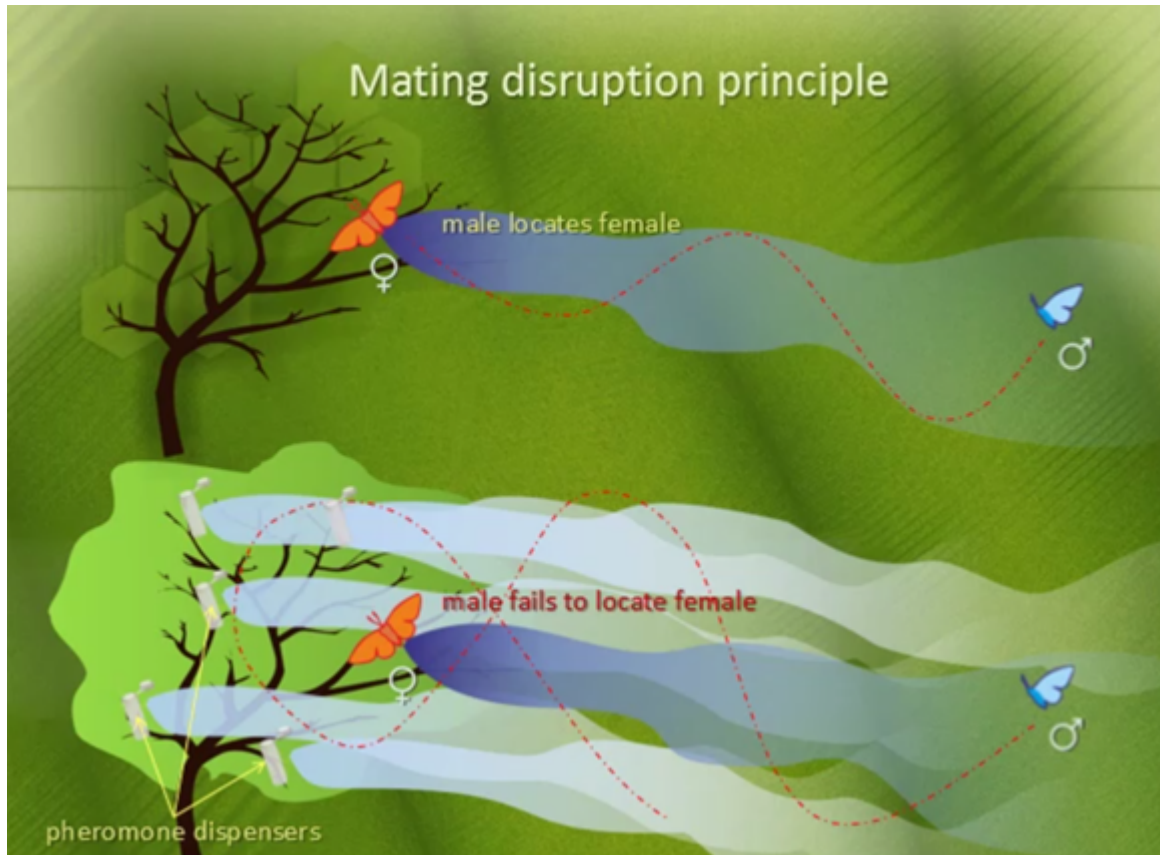 Mating disruption principle
male locates female
♀
♂
male fails to locate female
♀
♂
pheromone dispensers